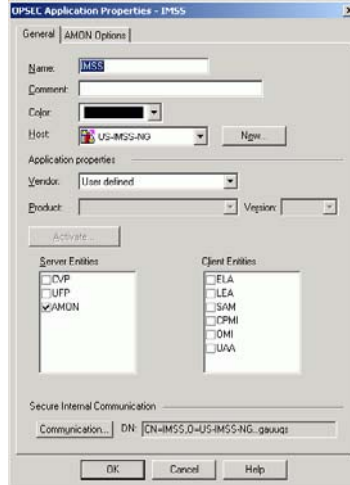 OPSEC Application Properties - IMSS
General AMON Options
Name: IMSS
Comment:
Color:
Host: US-IMSS-NG New...
Application properties
Vendor: User defined
Product: Version:
Activate...
Server Entities Client Entities
CVP
UFP
AMON
ELA
LEA
SAM
CPMI
OMI
UAA
Secure Internal Communication
Communication... DN: CN=IMSS,O=US-IMSS-NG..gauuqs
OK Cancel Help